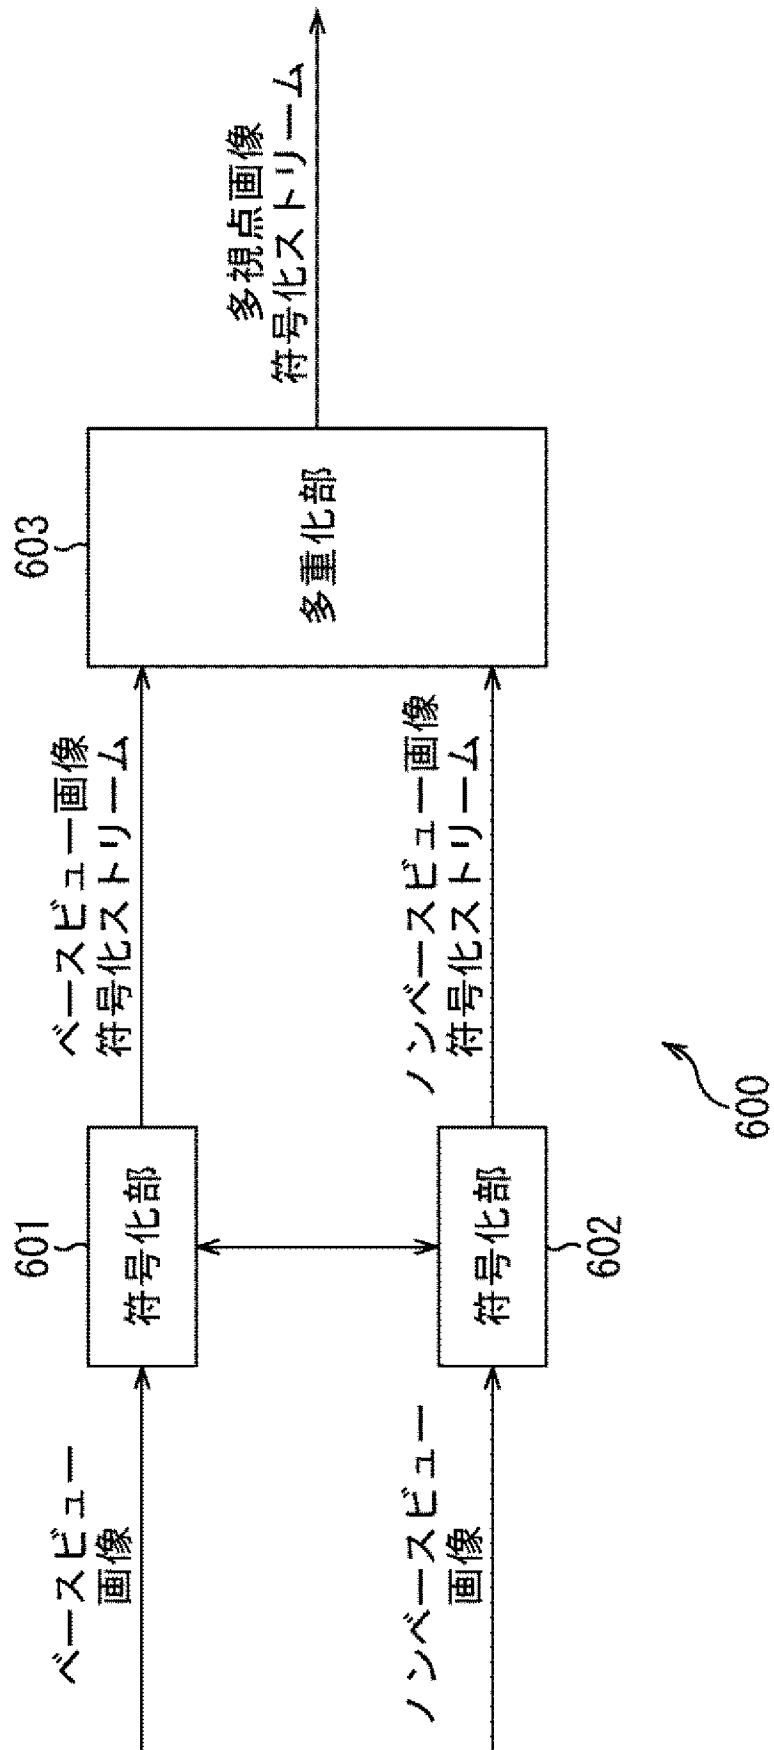 ベースビュー
画像
601
符号化部
ベースビュー画像
符号化ストリーム
603
多重化部
多視点画像
符号化ストリーム
ノンベースビュー
画像
符号化部
602
ノンベースビュー画像
符号化ストリーム
600